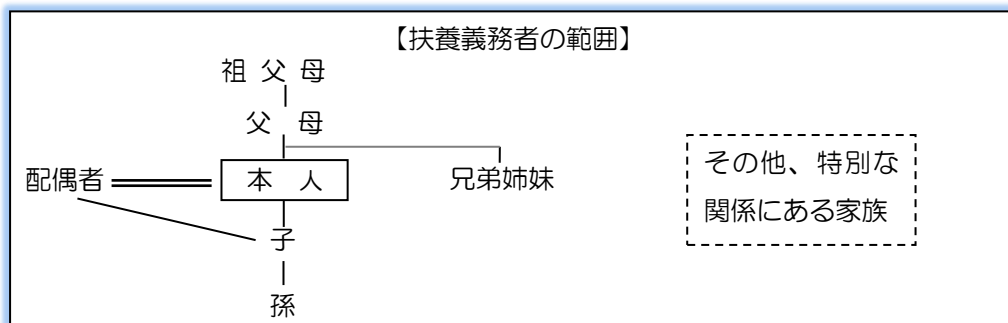 【扶養義務者の範囲】
祖 父 母
父 母
配偶者
本 人
兄弟姉妹
その他、特別な
関係にある家族
子
孫